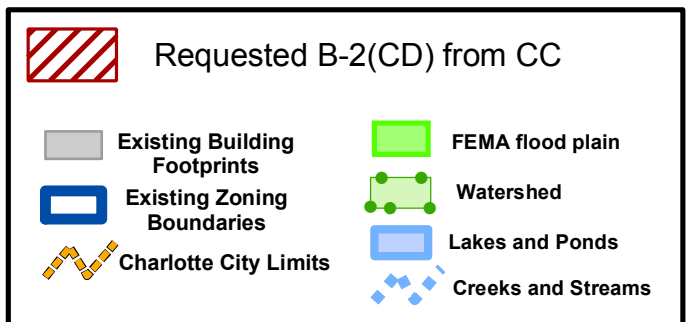 Requested B-2(CD) from CC
Existing Building
Footprints
Existing Zoning
Boundaries
Charlotte City Limits
FEMA flood plain
Watershed
Lakes and Ponds
Creeks and Streams